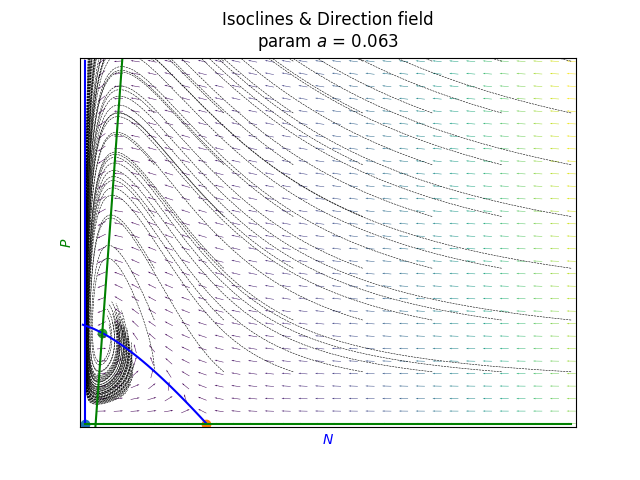 Isoclines & Direction field
param a = 0.063
P
N